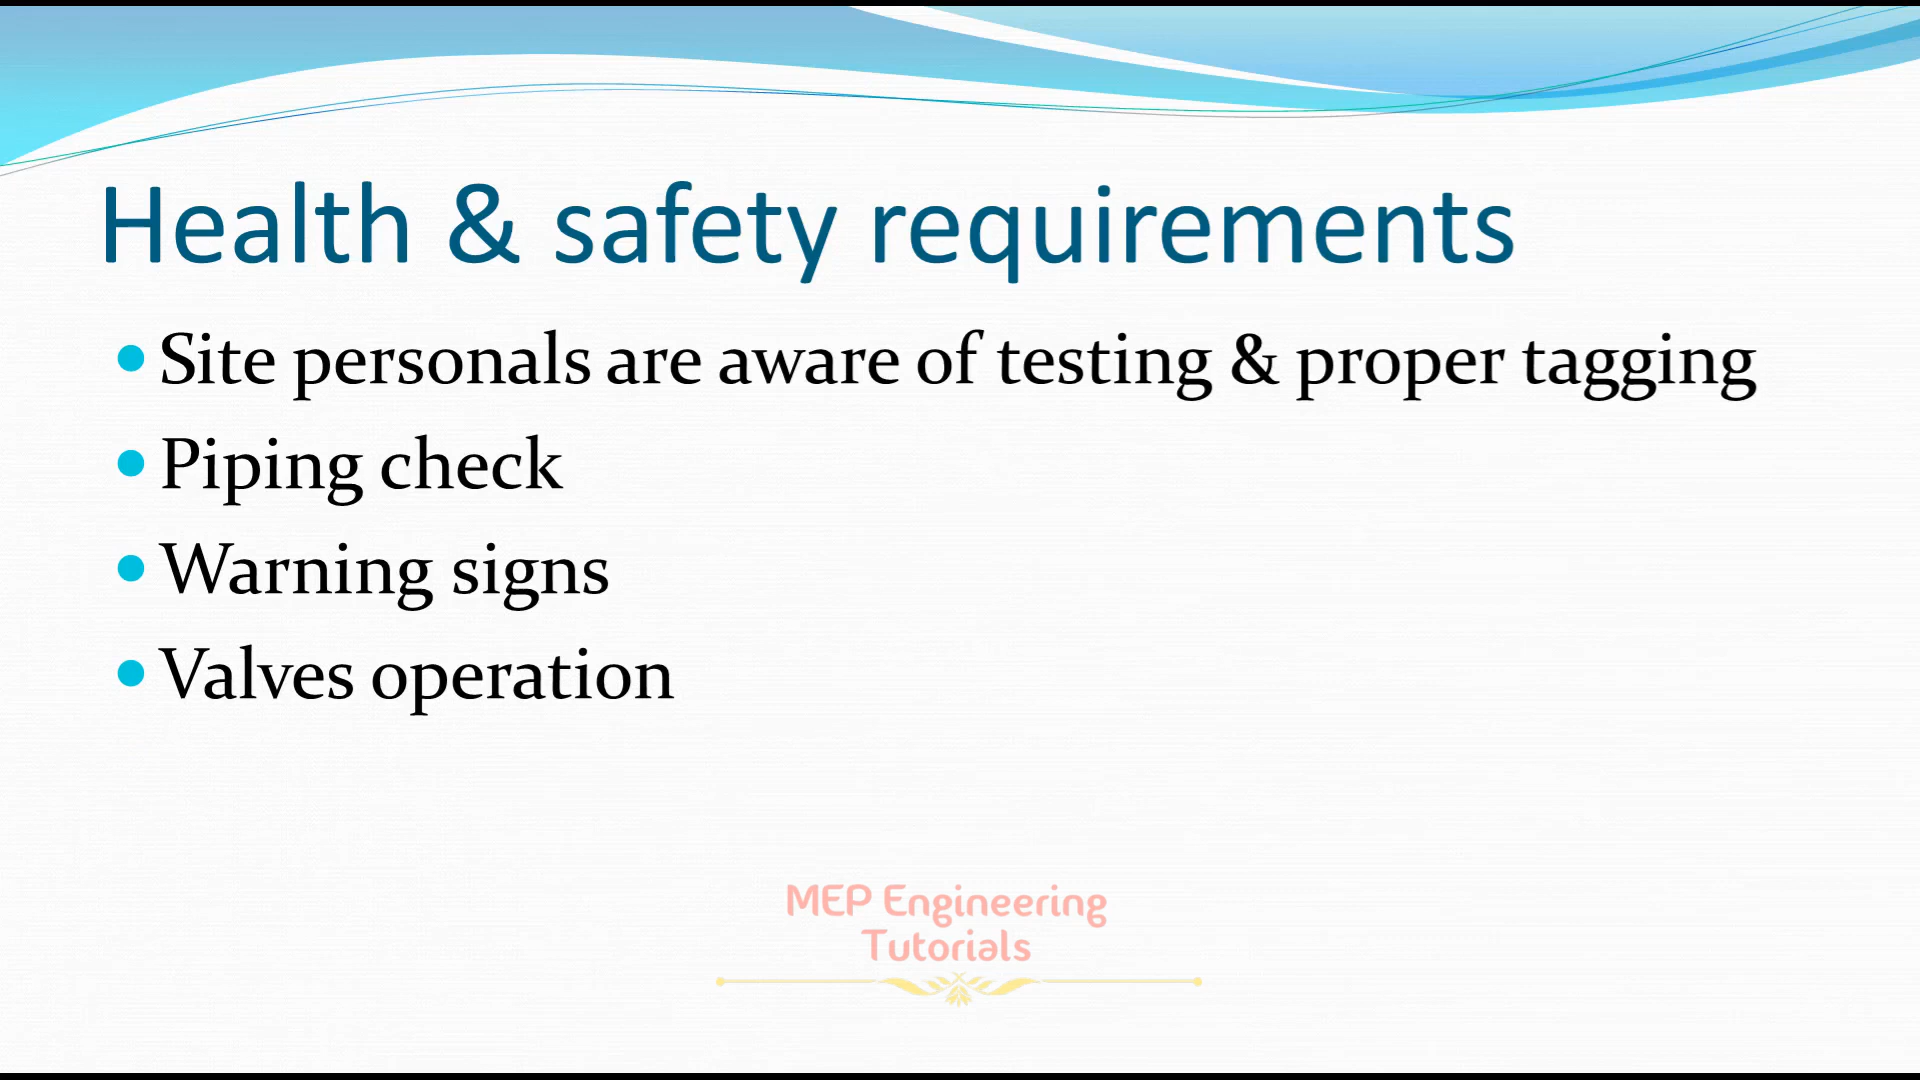 Health & safety requirements
Site personals are aware of testing & proper tagging
Piping check
Warning signs
Valves operation
MEP Engineering
Tutorials